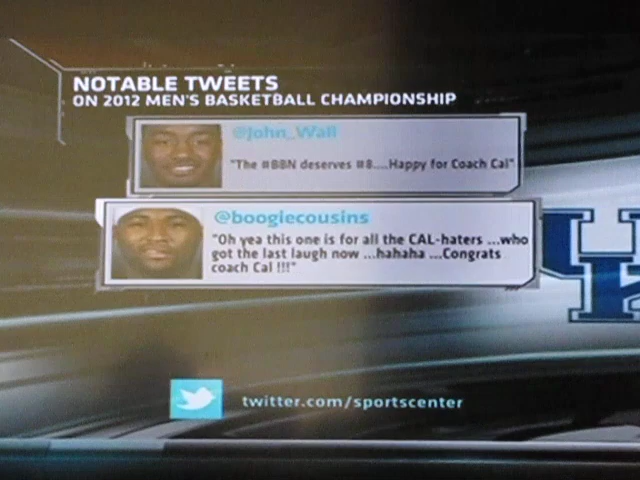 NOTABLE TWEETS
ON 2012 MEN'S BASKETBALL CHAMPIONSHIP
@John_Wall
"The #BBN deserves #8....Happy for Coach Cal"
@boogiecousins
"Oh yea this one is for all the CAL-haters ...who
got the last laugh now ...hahaha ...Congrats
coach Cal !!!"
UK
twitter.com/sportscenter